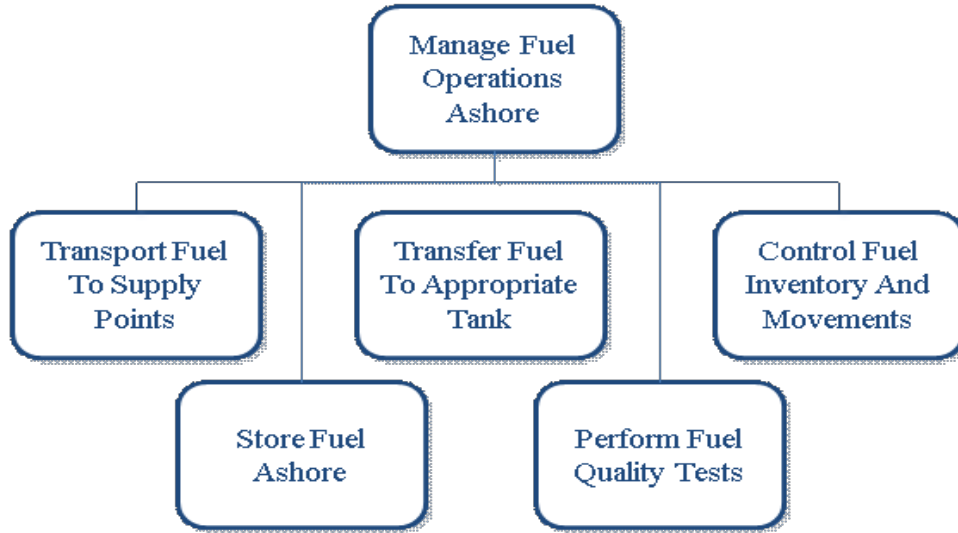 Manage Fuel
Operations
Ashore
Transport Fuel
To Supply
Points
Transfer Fuel
To Appropriate
Tank
Control Fuel
Inventory And
Movements
Store Fuel
Ashore
Perform Fuel
Quality Tests